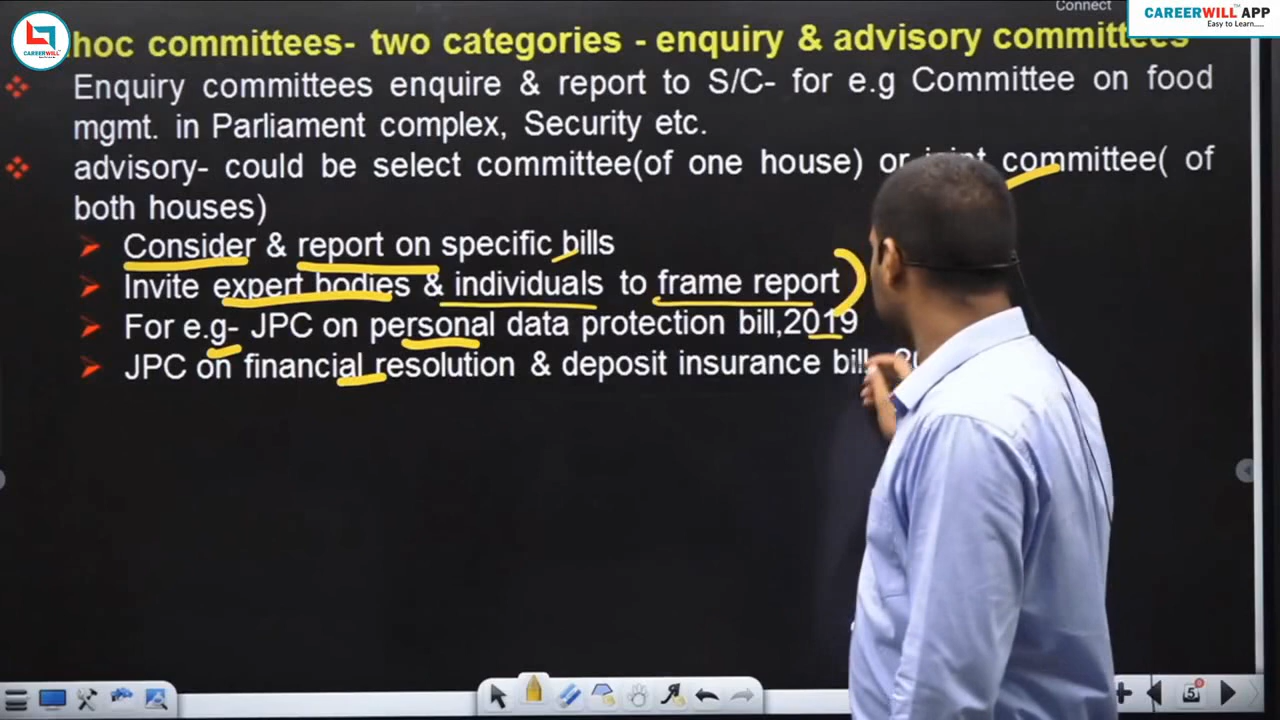 Connect
CAREERWILL APP
Easy to Learn.....
CAREERWILL
hoc committees- two categories - enquiry & advisory committees
Enquiry committees enquire & report to S/C- for e.g Committee on food
mgmt. in Parliament complex, Security etc.
advisory- could be select committee(of one house) or joint committee( of
both houses)
Consider & report on specific bills
Invite expert bodies & individuals to frame report
For e.g- JPC on personal data protection bill,2019
JPC on financial resolution & deposit insurance bill
5